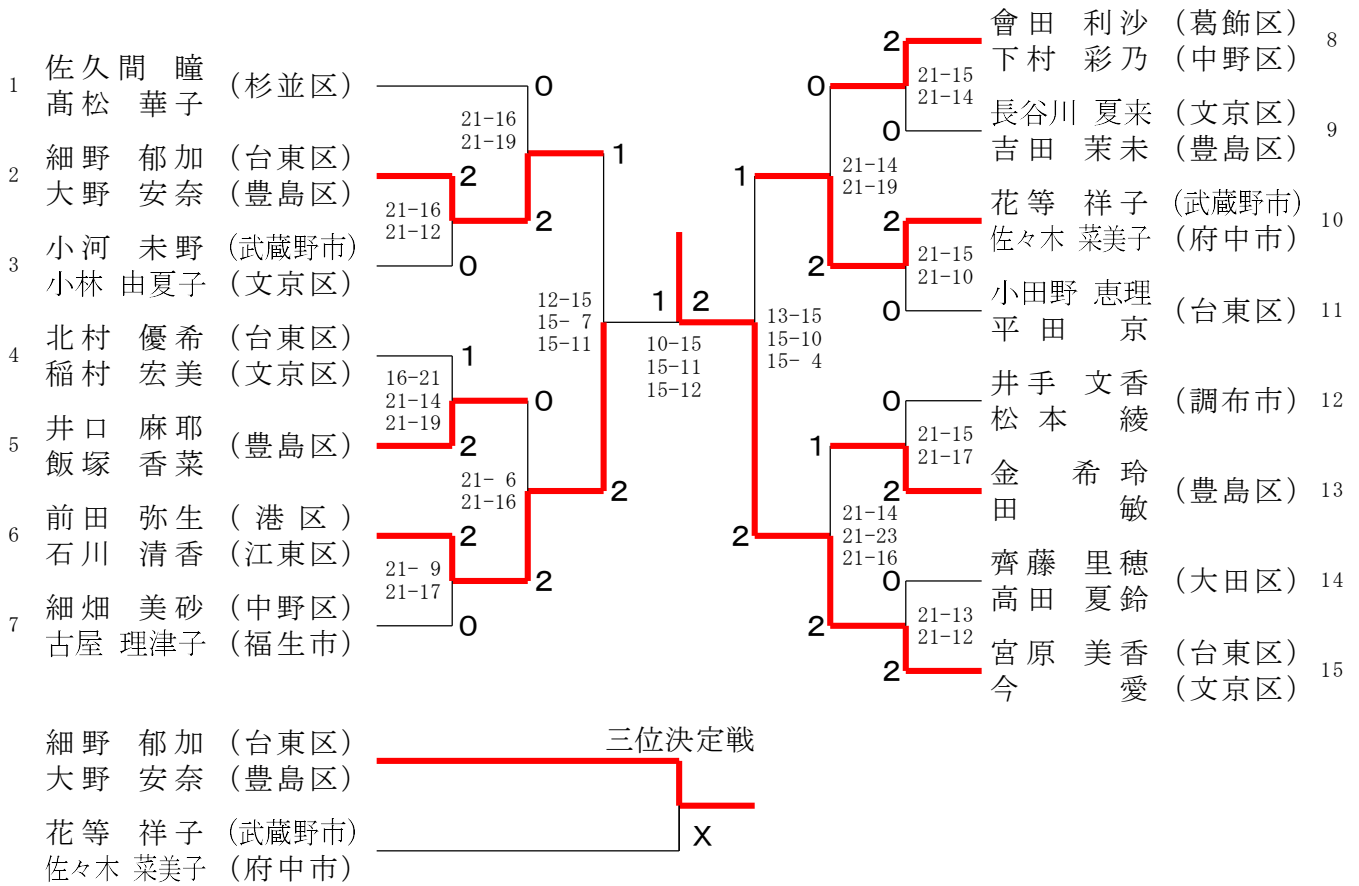 1 佐久間 瞳 (杉並区)
髙松 華子
2 細野 郁加 (台東区)
大野 安奈 (豊島区)
3 小河 未野 (武蔵野市)
小林 由夏子 (文京区)
4 北村 優希 (台東区)
稲村 宏美 (文京区)
5 井口 麻耶 (豊島区)
飯塚 香菜
6 前田 弥生 (港区)
石川 清香 (江東区)
7 細畑 美砂 (中野区)
古屋 理津子 (福生市)
0
21-16
21-19
2
2
21-16
21-12
0
1
1
16-21
21-14
21-19
2
0
21- 6
21-16
2
2
21- 9
21-17
0
12-15
15- 7
15-11
2
1 2
10-15
15-11
15-12
會田 利沙 (葛飾区) 8
下村 彩乃 (中野区)
長谷川 夏来 (文京区) 9
吉田 茉未 (豊島区)
花等 祥子 (武蔵野市) 10
佐々木 菜美子 (府中市)
小田野 恵理 (台東区) 11
平田 京
井手 文香 (調布市) 12
松本 綾
金 希玲 (豊島区) 13
田 敏
齊藤 里穂 (大田区) 14
高田 夏鈴
宮原 美香 (台東区) 15
今 愛 (文京区)
2
21-15
21-14
0
0
21-14
21-19
2
2
21-15
21-10
0
1
13-15
15-10
15- 4
2
0
21-15
21-17
2
1
21-14
21-23
21-16
2
0
21-13
21-12
2
三位決定戦
細野 郁加 (台東区)
大野 安奈 (豊島区)
花等 祥子 (武蔵野市)
佐々木 菜美子 (府中市)
X